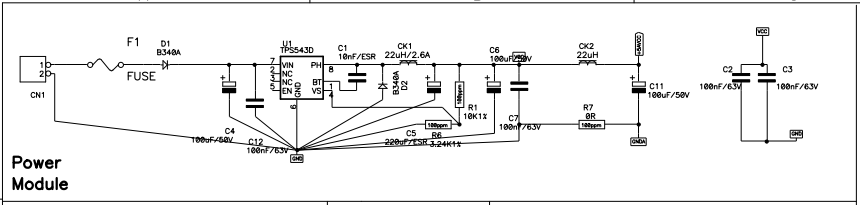 F1
FUSE
D1
B340A
1
2
CN1
U1
TPS543D
7 VIN PH 8
2 NC
3 NC BT 1
5 EN VS 4
GND
6
C1
10nF/ESR
CK1
22uH/2.6A
B340A
D2
C6
100uF/50V
VCC
CK2
22uH
+5AVCC
VCC
C2
100nF/63V
C3
100nF/63V
C11
100uF/50V
100ppm
R1
10K1%
100ppm
R6
3.24K1%
C4
100uF/50V
C12
100nF/63V
C5
220uF/ESR
C7
100nF/63V
R7
0R
100ppm
GND
GNDA
GND
Power
Module